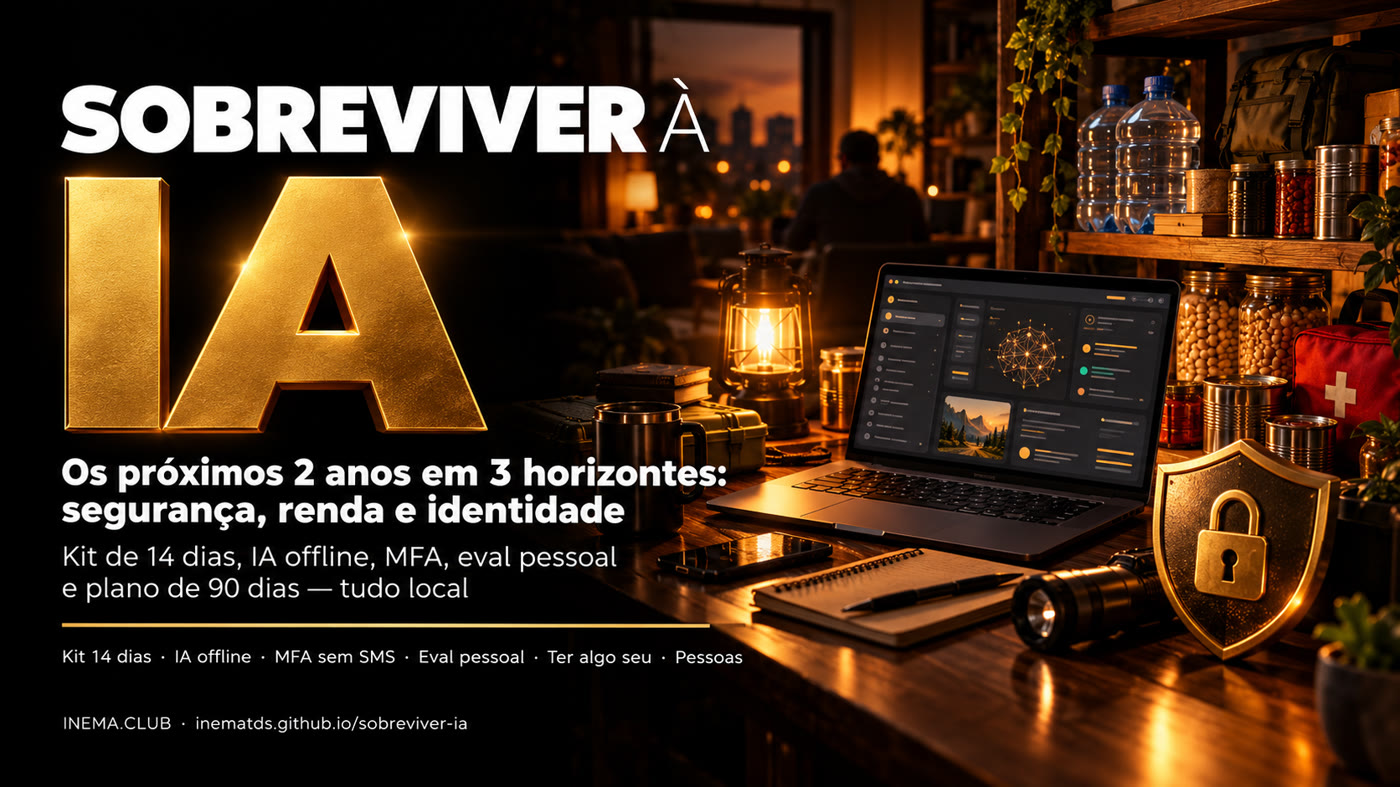 SOBREVIVER À
IA
Os próximos 2 anos em 3 horizontes:
segurança, renda e identidade
Kit de 14 dias, IA offline, MFA, eval pessoal
e plano de 90 dias — tudo local
Kit 14 dias · IA offline · MFA sem SMS · Eval pessoal · Ter algo seu · Pessoas
INEMA.CLUB · inematds.github.io/sobreviver-ia